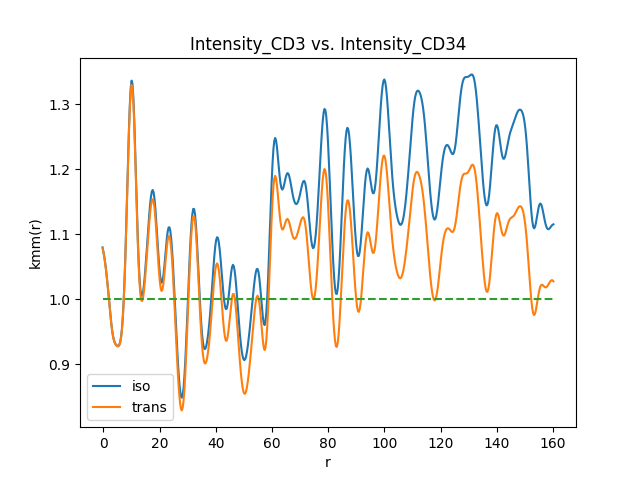 Intensity_CD3 vs. Intensity_CD34
kmm(r)
1.3
1.2
1.1
1.0
0.9
iso
trans
0 20 40 60 80 100 120 140 160
r